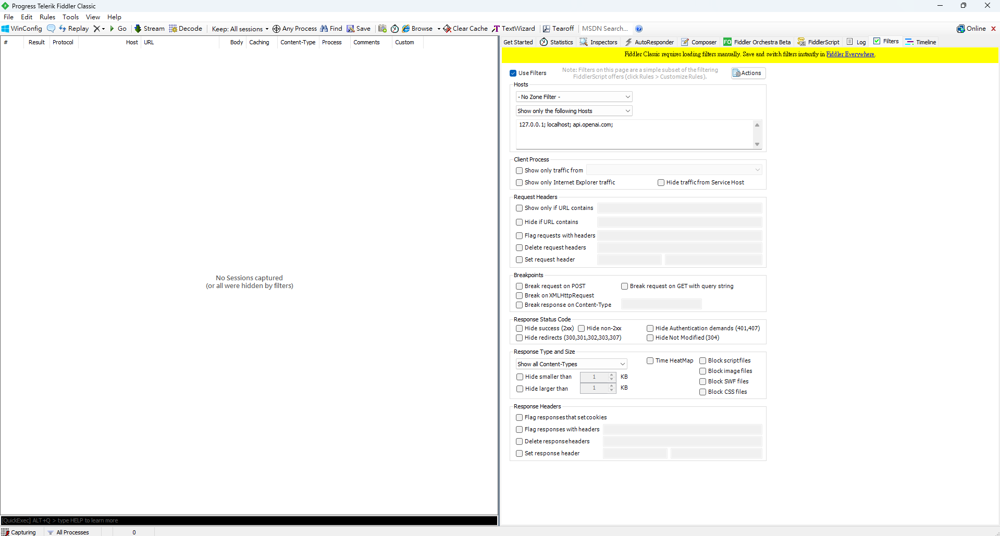 Progress Telerik Fiddler Classic
File Edit Rules Tools View Help
WinConfig Replay Go Stream Decode Keep: All sessions Any Process Find Save Browse Clear Cache TextWizard Tearoff MSDN Search... Online
# Result Protocol Host URL Body Caching Content-Type Process Comments Custom
No Sessions captured
(or all were hidden by filters)
[QuickExec] ALT+Q > type HELP to learn more
Capturing All Processes 0
Get Started Statistics Inspectors AutoResponder Composer FO Fiddler Orchestra Beta FiddlerScript Log Filters Timeline
Fiddler Classic requires loading filters manually. Save and switch filters instantly in Fiddler Everywhere.
Use Filters
Note: Filters on this page are a simple subset of the filtering
FiddlerScript offers (click Rules > Customize Rules).
Actions
Hosts
- No Zone Filter -
Show only the following Hosts
127.0.0.1; localhost; api.openai.com;
Client Process
Show only traffic from
Show only Internet Explorer traffic Hide traffic from Service Host
Request Headers
Show only if URL contains
Hide if URL contains
Flag requests with headers
Delete request headers
Set request header
Breakpoints
Break request on POST Break request on GET with query string
Break on XMLHttpRequest
Break response on Content-Type
Response Status Code
Hide success (2xx) Hide non-2xx Hide Authentication demands (401,407)
Hide redirects (300,301,302,303,307) Hide Not Modified (304)
Response Type and Size
Show all Content-Types Time HeatMap Block script files
Block image files
Hide smaller than 1 KB
Block SWF files
Hide larger than 1 KB
Block CSS files
Response Headers
Flag responses that set cookies
Flag responses with headers
Delete response headers
Set response header